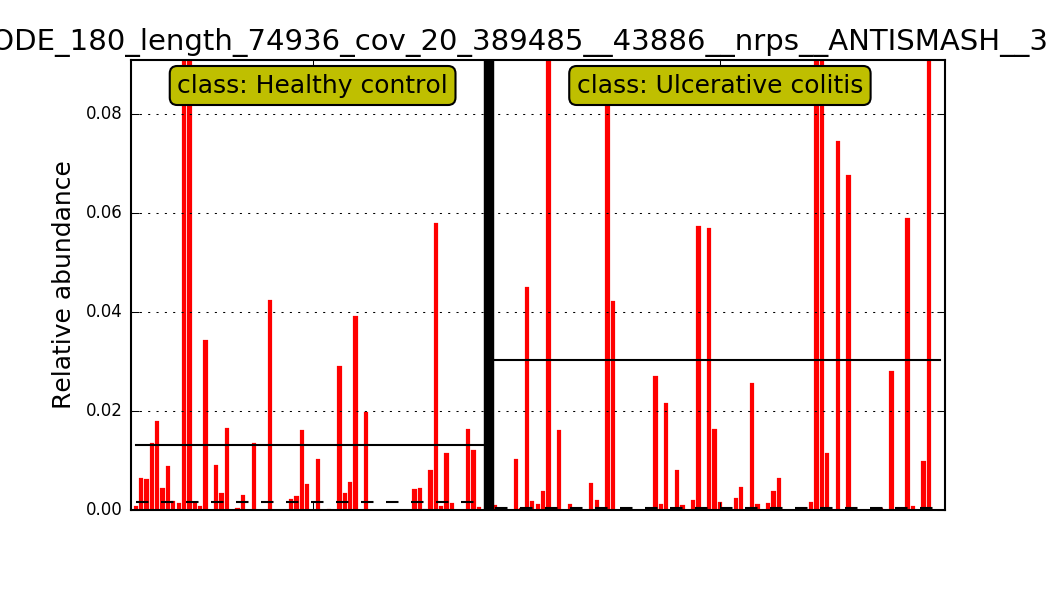 ODE_180_length_74936_cov_20_389485__43886__nrps__ANTISMASH__3
class: Healthy control class: Ulcerative colitis
Relative abundance
0.08
0.06
0.04
0.02
0.00